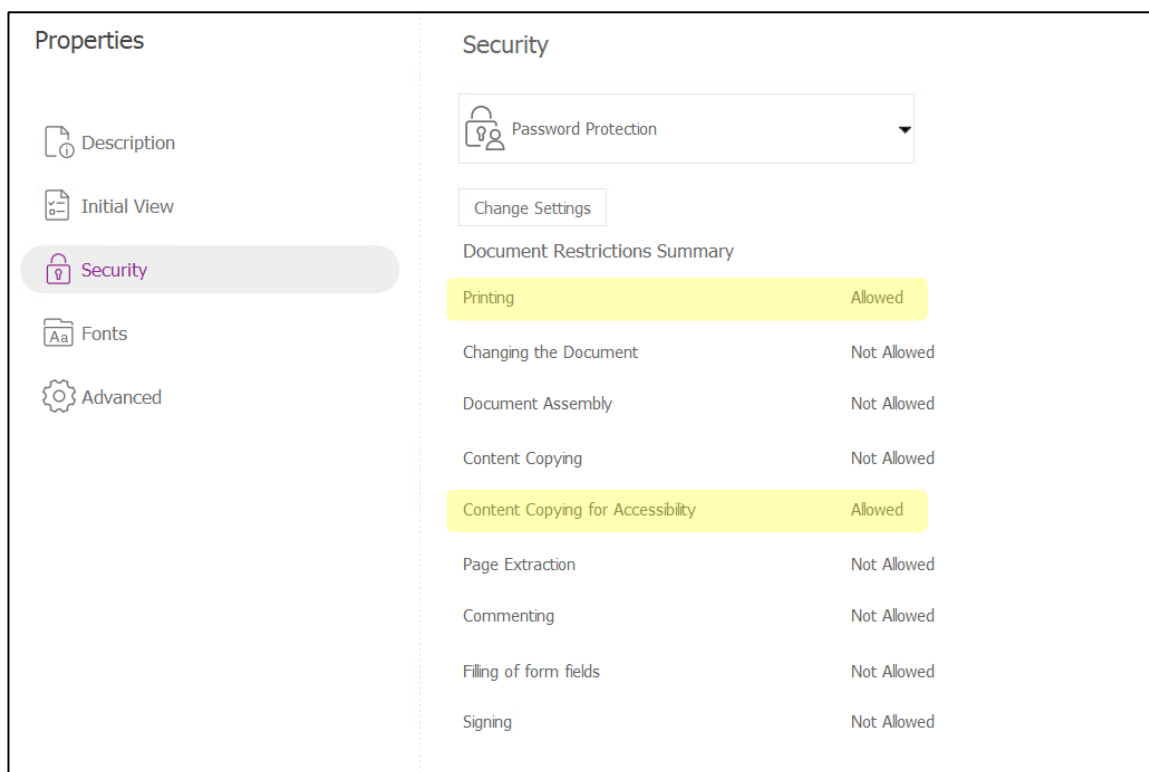 Properties
Description
Initial View
Security
Aa Fonts
Advanced
Security
Password Protection
Change Settings
Document Restrictions Summary
Printing Allowed
Changing the Document Not Allowed
Document Assembly Not Allowed
Content Copying Not Allowed
Content Copying for Accessibility Allowed
Page Extraction Not Allowed
Commenting Not Allowed
Filling of form fields Not Allowed
Signing Not Allowed